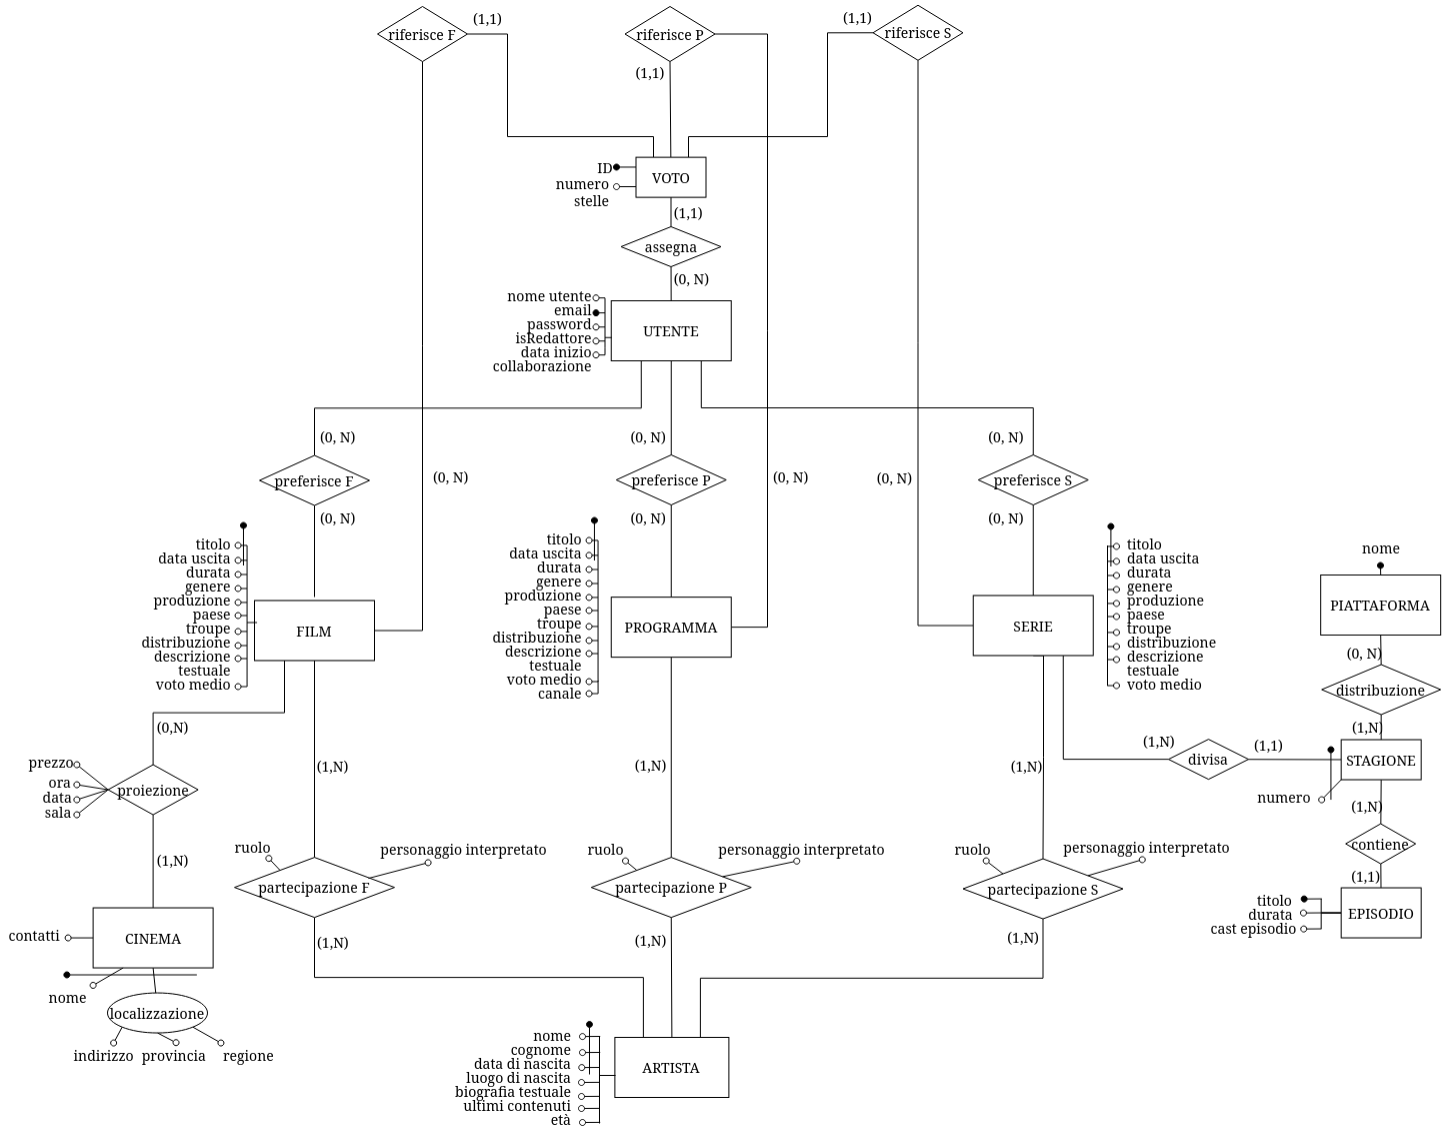 (1,1)
(1,1)
riferisce F
riferisce P
riferisce S
(1,1)
ID
numero
stelle
VOTO
(1,1)
assegna
(0, N)
nome utente
email
password
isRedattore
data inizio
collaborazione
UTENTE
(0, N)
(0, N)
(0, N)
preferisce F
(0, N)
preferisce P
(0, N)
(0, N)
preferisce S
(0, N)
(0, N)
(0, N)
titolo
data uscita
durata
genere
produzione
paese
troupe
distribuzione
descrizione
testuale
voto medio
FILM
titolo
data uscita
durata
genere
produzione
paese
troupe
distribuzione
descrizione
testuale
voto medio
canale
PROGRAMMA
SERIE
titolo
data uscita
durata
genere
produzione
paese
troupe
distribuzione
descrizione
testuale
voto medio
nome
PIATTAFORMA
(0, N)
distribuzione
(1,N)
(0,N)
prezzo
ora
data
sala
proiezione
(1,N)
(1,N)
(1,N)
(1,N)
(1,N)
divisa
(1,1)
STAGIONE
numero
(1,N)
contiene
(1,1)
titolo
durata
cast episodio
EPISODIO
ruolo
personaggio interpretato
partecipazione F
(1,N)
ruolo
personaggio interpretato
partecipazione P
(1,N)
ruolo
personaggio interpretato
partecipazione S
(1,N)
contatti
CINEMA
nome
localizzazione
indirizzo
provincia
regione
nome
cognome
data di nascita
luogo di nascita
biografia testuale
ultimi contenuti
età
ARTISTA